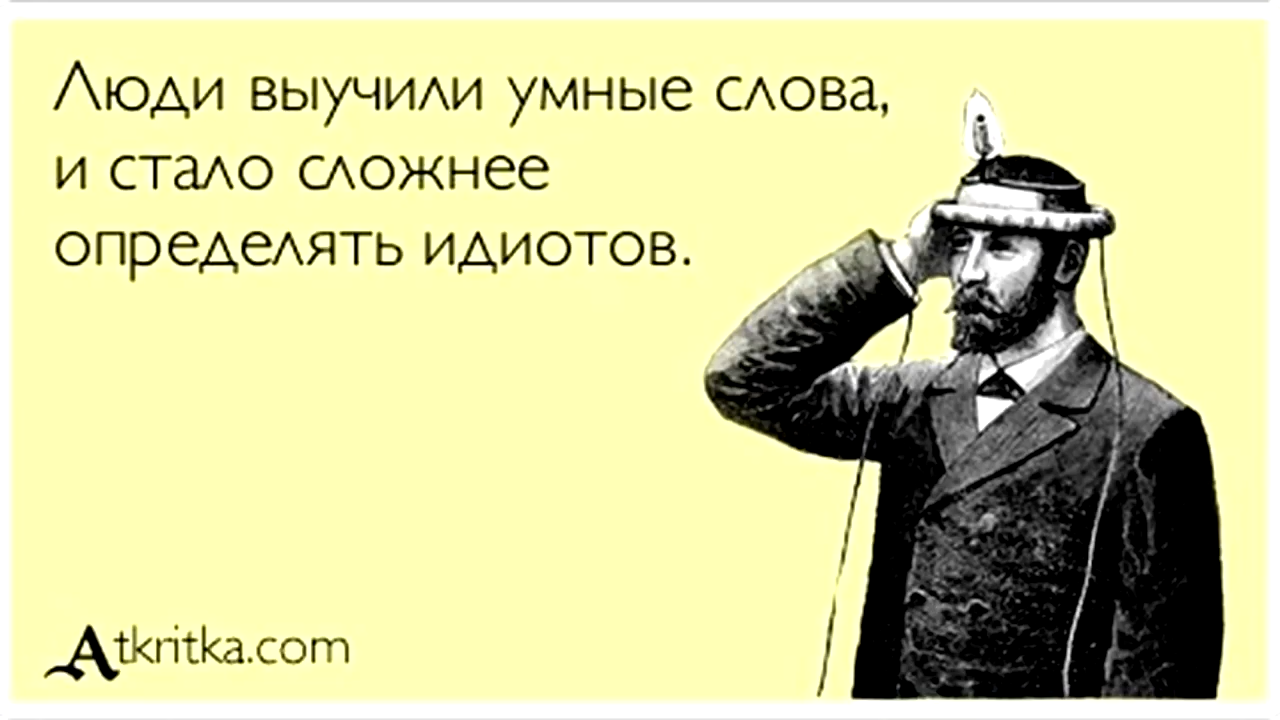 Люди выучили умные слова,
и стало сложнее
определять идиотов.
Atkritka.com